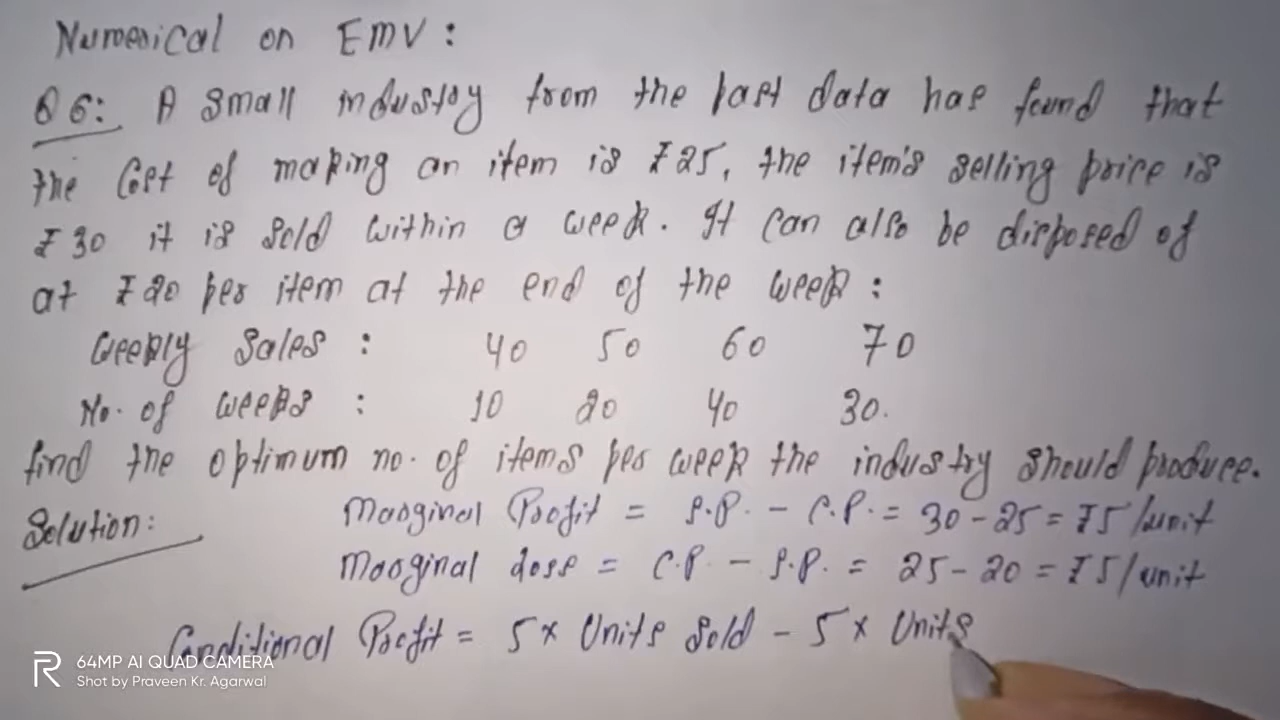 Numerical on EMV:
Q 6: A small industry from the past data has found that
the Cost of making an item is ₹25, the item's selling price is
₹30 it is sold within a week. It can also be disposed of
at ₹20 per item at the end of the week:
Weekly Sales: 40 50 60 70
No. of weeks: 10 20 40 30.
find the optimum no. of items per week the industry should produce.
Solution: Marginal Profit = S.P. - C.P. = 30 - 25 = ₹5/unit
Marginal Loss = C.P. - S.P. = 25 - 20 = ₹5/unit
Conditional Profit = 5 × Units Sold - 5 × Units
R
64MP AI QUAD CAMERA
Shot by Praveen Kr. Agarwal